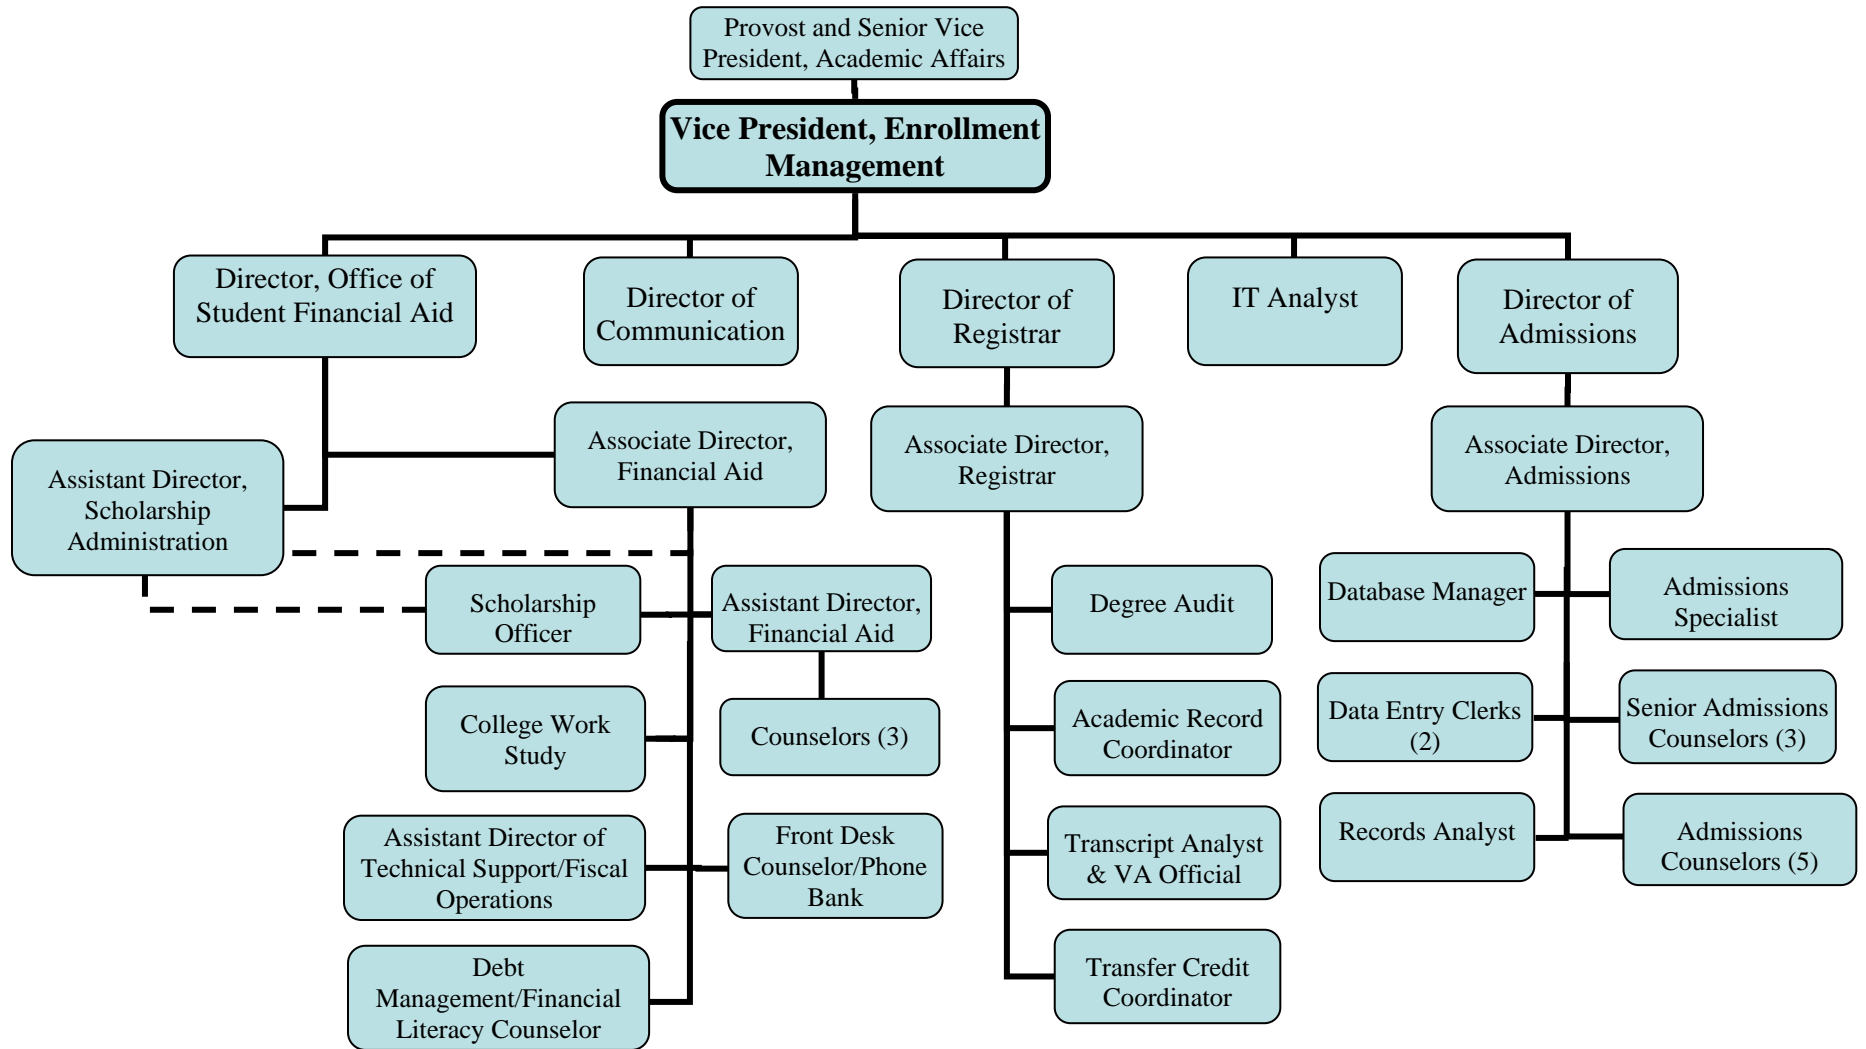 Provost and Senior Vice
President, Academic Affairs
Vice President, Enrollment
Management
Director, Office of
Student Financial Aid
Director of
Communication
Director of
Registrar
IT Analyst
Director of
Admissions
Assistant Director,
Scholarship
Administration
Associate Director,
Financial Aid
Associate Director,
Registrar
Associate Director,
Admissions
Scholarship
Officer
Assistant Director,
Financial Aid
College Work
Study
Counselors (3)
Assistant Director of
Technical Support/Fiscal
Operations
Front Desk
Counselor/Phone
Bank
Debt
Management/Financial
Literacy Counselor
Degree Audit
Academic Record
Coordinator
Transcript Analyst
& VA Official
Transfer Credit
Coordinator
Database Manager
Admissions
Specialist
Data Entry Clerks
(2)
Senior Admissions
Counselors (3)
Records Analyst
Admissions
Counselors (5)